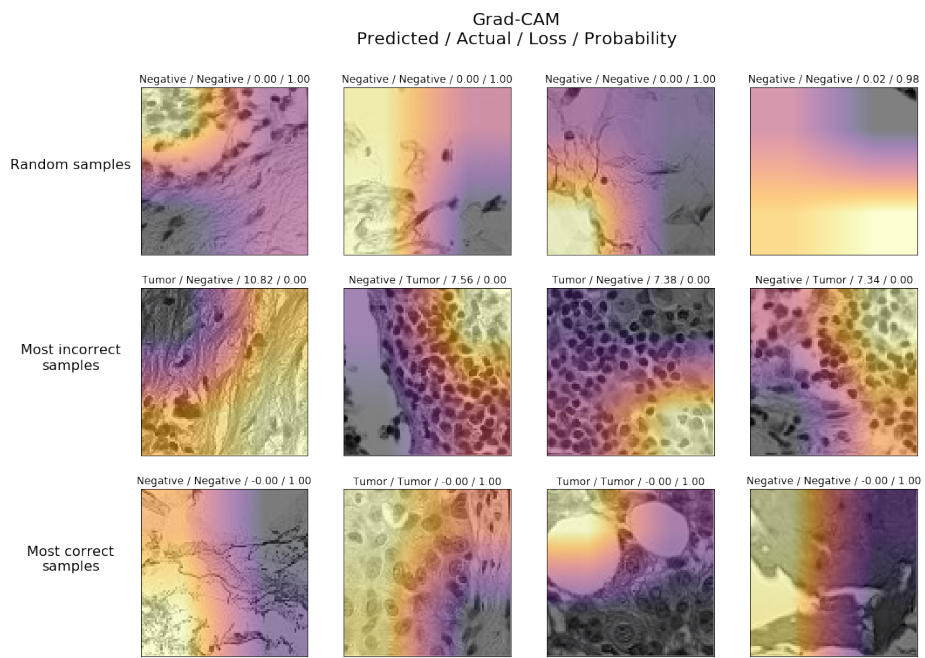 Grad-CAM
Predicted / Actual / Loss / Probability
Negative / Negative / 0.00 / 1.00
Negative / Negative / 0.00 / 1.00
Negative / Negative / 0.00 / 1.00
Negative / Negative / 0.02 / 0.98
Random samples
Tumor / Negative / 10.82 / 0.00
Negative / Tumor / 7.56 / 0.00
Negative / Tumor / 7.38 / 0.00
Negative / Tumor / 7.34 / 0.00
Most incorrect
samples
Negative / Negative / -0.00 / 1.00
Tumor / Tumor / -0.00 / 1.00
Tumor / Tumor / -0.00 / 1.00
Negative / Negative / -0.00 / 1.00
Most correct
samples